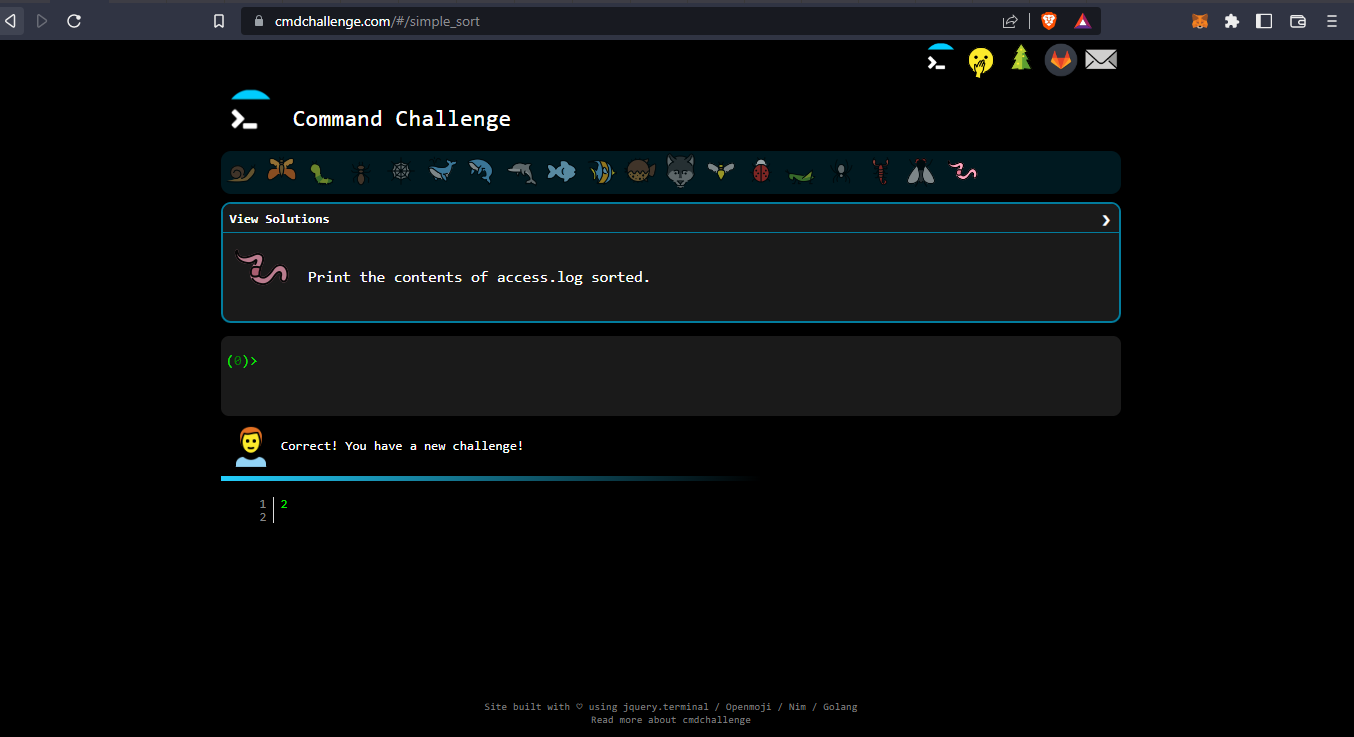 cmdchallenge.com/#/simple_sort
Command Challenge
View Solutions
Print the contents of access.log sorted.
(0)>
Correct! You have a new challenge!
1 2
2
Site built with ♡ using jquery.terminal / Openmoji / Nim / Golang
Read more about cmdchallenge